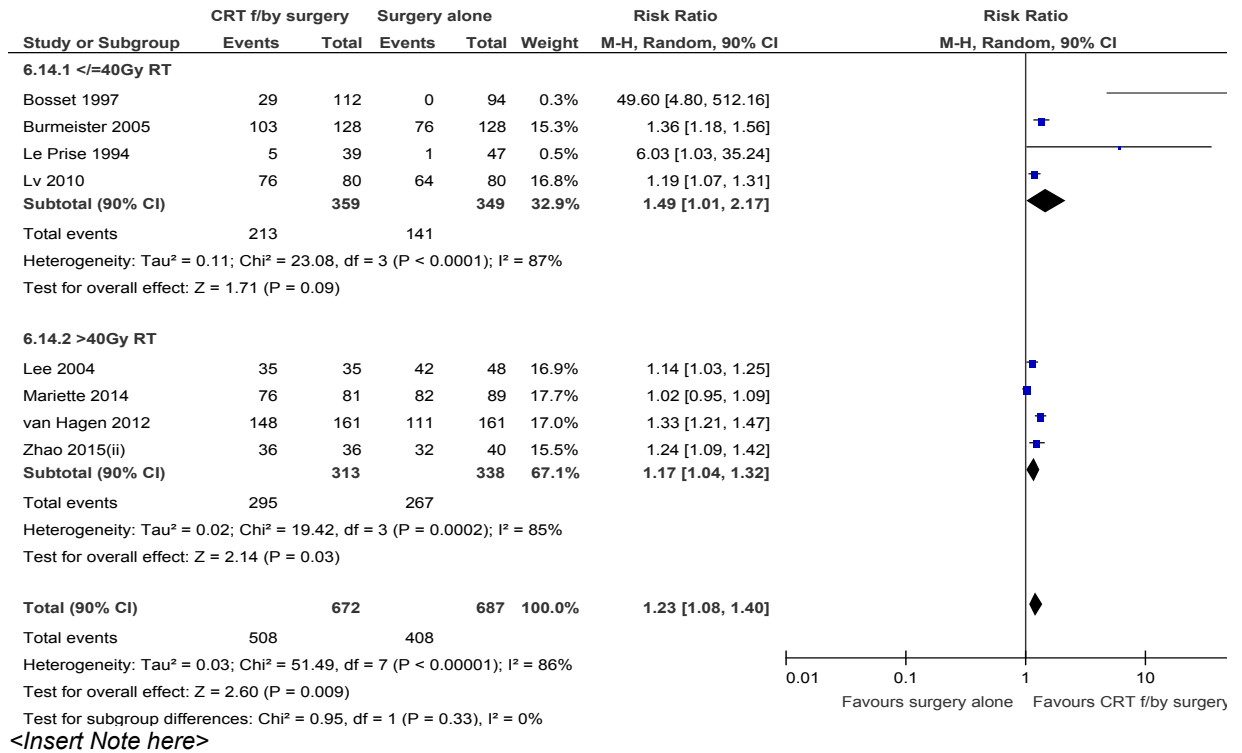 CRT f/by surgery Surgery alone Risk Ratio Risk Ratio
Study or Subgroup Events Total Events Total Weight M-H, Random, 90% CI M-H, Random, 90% CI
6.14.1 </=40Gy RT
Bosset 1997 29 112 0 94 0.3% 49.60 [4.80, 512.16]
Burmeister 2005 103 128 76 128 15.3% 1.36 [1.18, 1.56]
Le Prise 1994 5 39 1 47 0.5% 6.03 [1.03, 35.24]
Lv 2010 76 80 64 80 16.8% 1.19 [1.07, 1.31]
Subtotal (90% CI) 359 349 32.9% 1.49 [1.01, 2.17]
Total events 213 141
Heterogeneity: Tau² = 0.11; Chi² = 23.08, df = 3 (P < 0.0001); I² = 87%
Test for overall effect: Z = 1.71 (P = 0.09)
6.14.2 >40Gy RT
Lee 2004 35 35 42 48 16.9% 1.14 [1.03, 1.25]
Mariette 2014 76 81 82 89 17.7% 1.02 [0.95, 1.09]
van Hagen 2012 148 161 111 161 17.0% 1.33 [1.21, 1.47]
Zhao 2015(ii) 36 36 32 40 15.5% 1.24 [1.09, 1.42]
Subtotal (90% CI) 313 338 67.1% 1.17 [1.04, 1.32]
Total events 295 267
Heterogeneity: Tau² = 0.02; Chi² = 19.42, df = 3 (P = 0.0002); I² = 85%
Test for overall effect: Z = 2.14 (P = 0.03)
Total (90% CI) 672 687 100.0% 1.23 [1.08, 1.40]
Total events 508 408
Heterogeneity: Tau² = 0.03; Chi² = 51.49, df = 7 (P < 0.00001); I² = 86%
Test for overall effect: Z = 2.60 (P = 0.009)
Test for subgroup differences: Chi² = 0.95, df = 1 (P = 0.33), I² = 0%
0.01 0.1 1 10
Favours surgery alone Favours CRT f/by surgery
<Insert Note here>